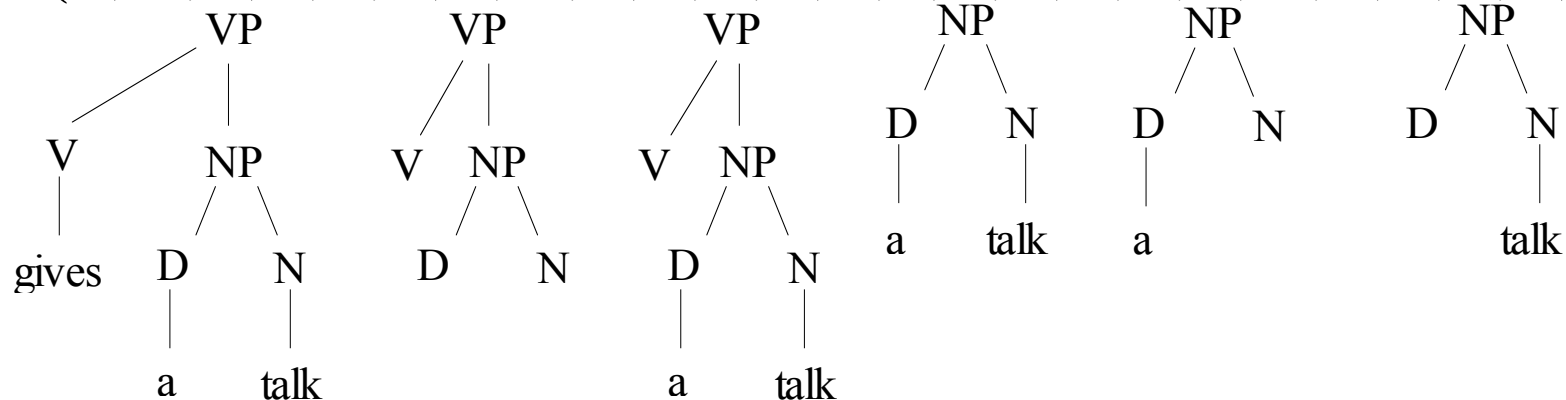 VP VP VP NP NP NP
V NP V NP V NP D N D N D N
gives D N D N D N a talk a talk
a talk a talk